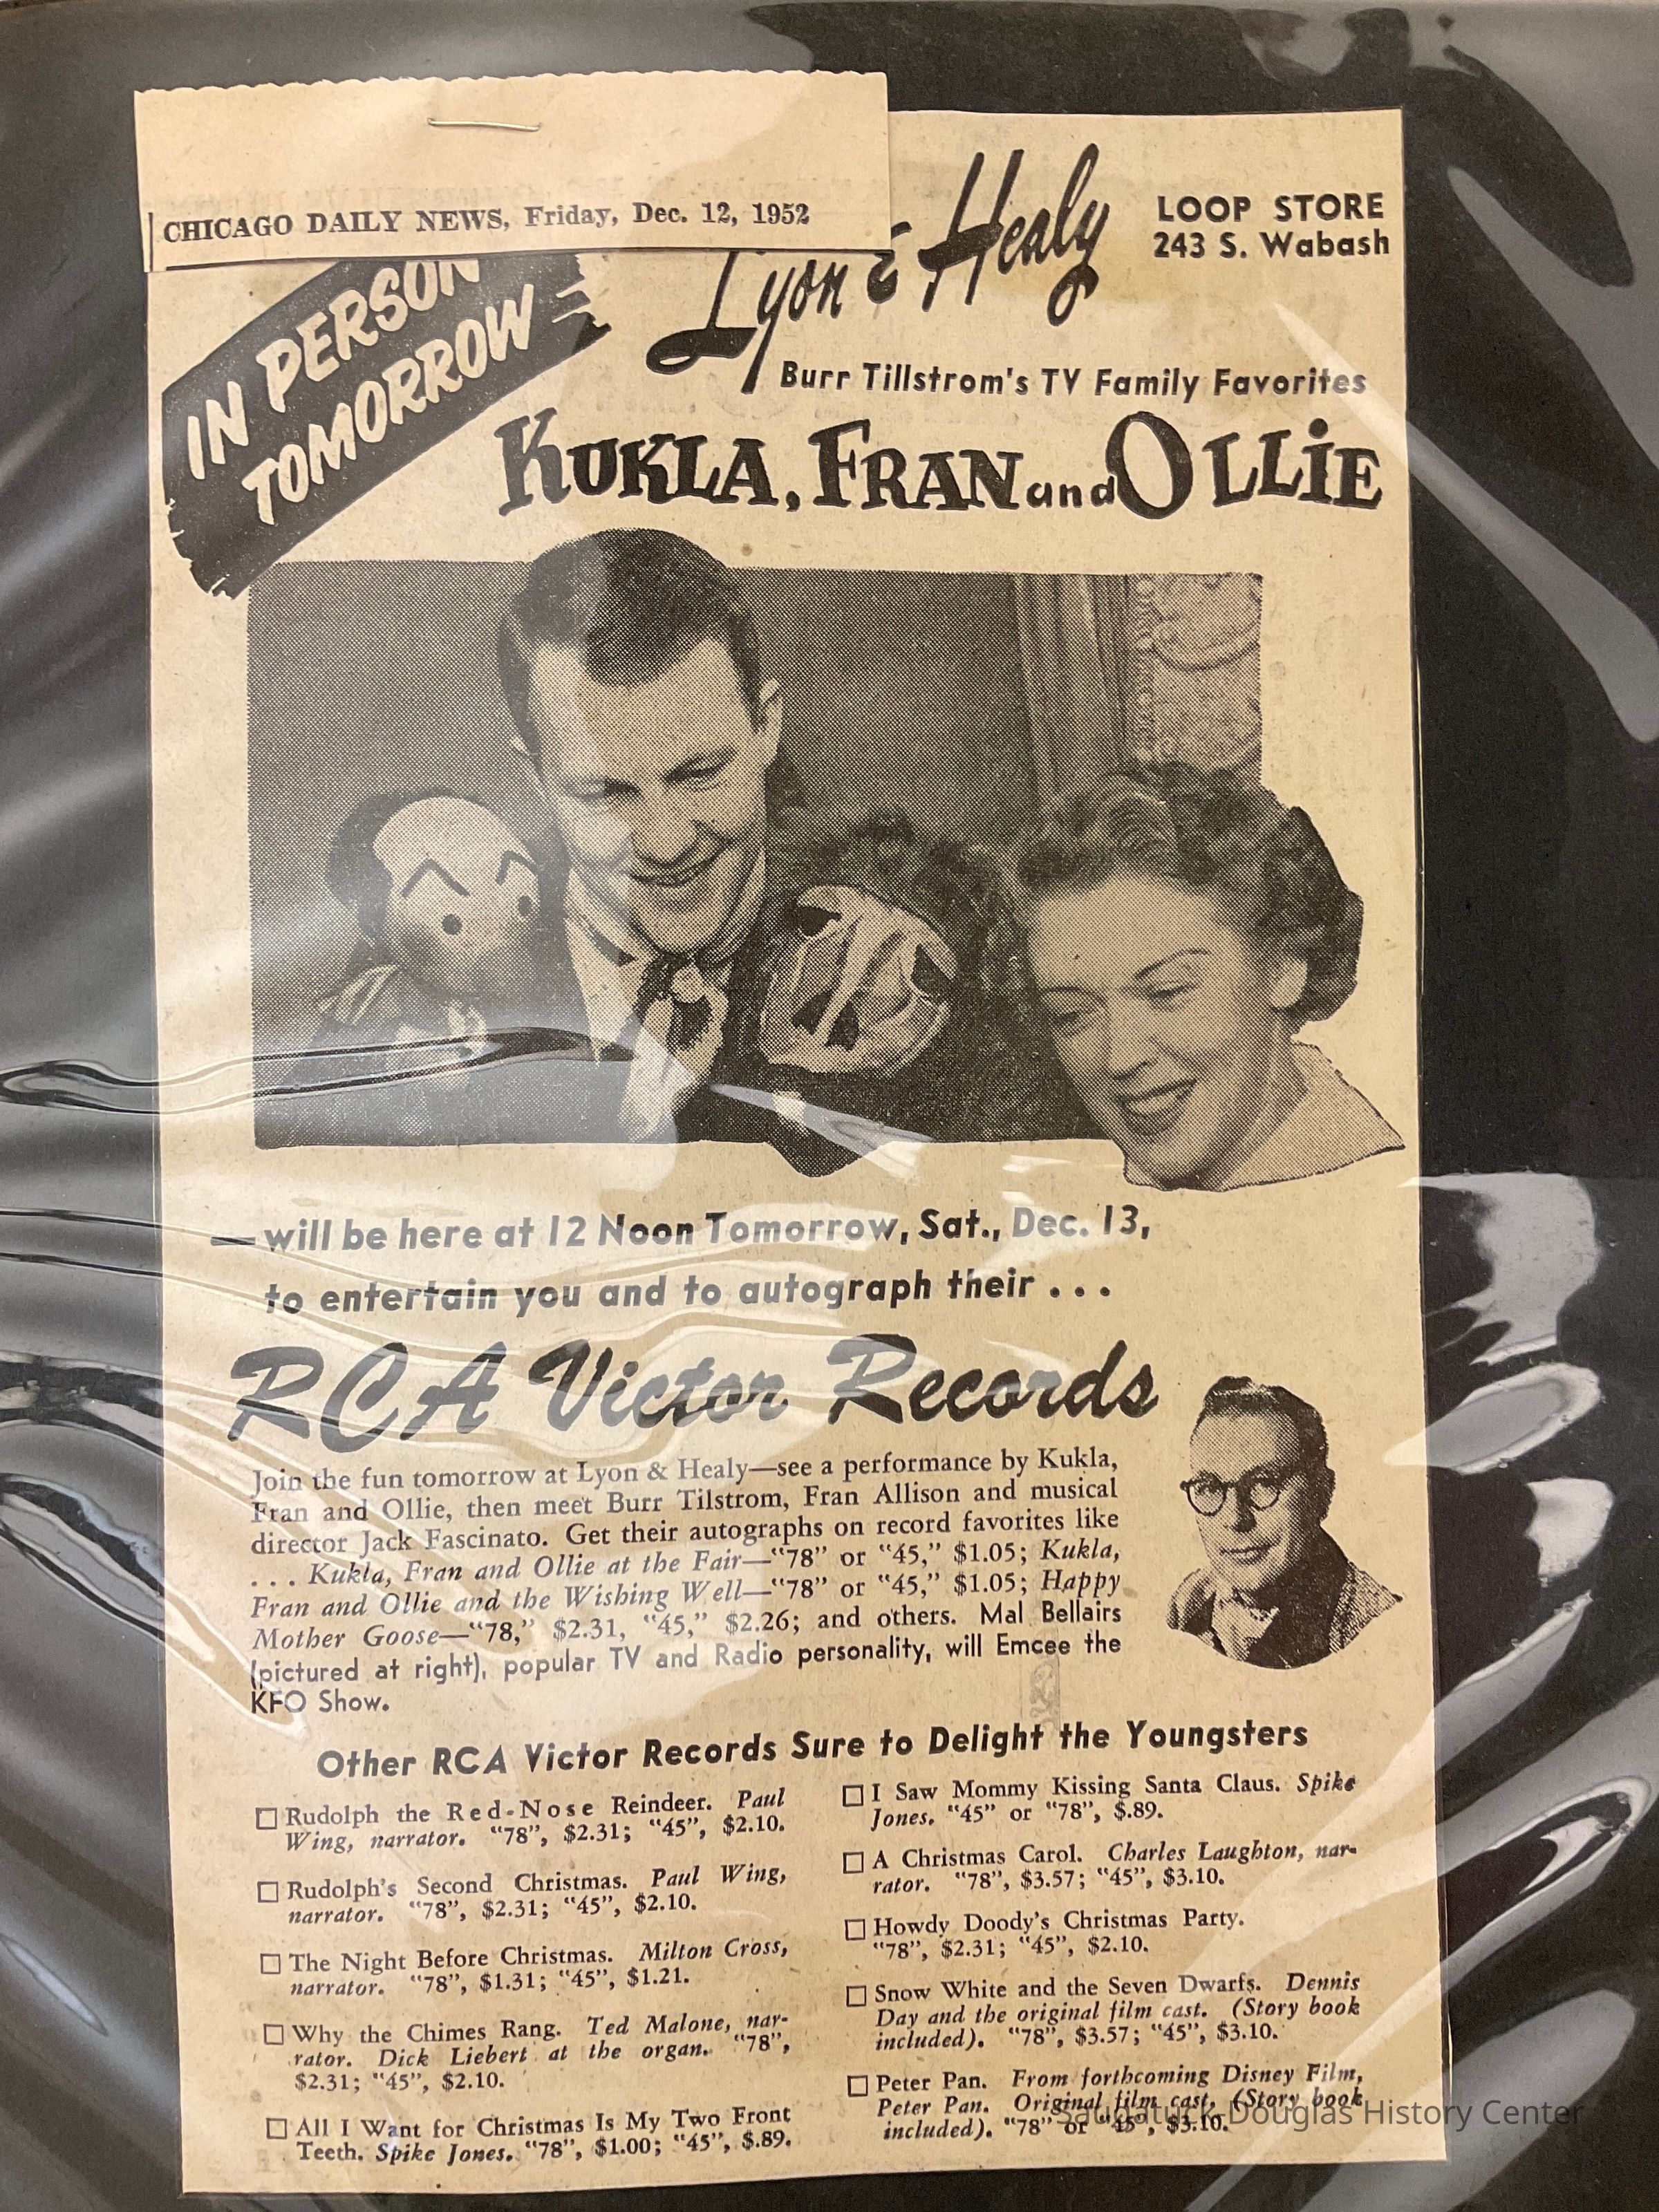 CHICAGO DAILY NEWS, Friday, Dec. 12, 1952
Lyon & Healy
LOOP STORE
243 S. Wabash
IN PERSON
TOMORROW
Burr Tillstrom's TV Family Favorites
KUKLA, FRAN and OLLIE
—will be here at 12 Noon Tomorrow, Sat., Dec. 13,
to entertain you and to autograph their . . .
RCA Victor Records
Join the fun tomorrow at Lyon & Healy—see a performance by Kukla,
Fran and Ollie, then meet Burr Tilstrom, Fran Allison and musical
director Jack Fascinato. Get their autographs on record favorites like
. . . Kukla, Fran and Ollie at the Fair—"78" or "45," $1.05; Kukla,
Fran and Ollie and the Wishing Well—"78" or "45," $1.05; Happy
Mother Goose—"78," $2.31, "45," $2.26; and others. Mal Bellairs
(pictured at right), popular TV and Radio personality, will Emcee the
KFO Show.
Other RCA Victor Records Sure to Delight the Youngsters
Rudolph the Red-Nose Reindeer. Paul
Wing, narrator. "78", $2.31; "45", $2.10.
Rudolph's Second Christmas. Paul Wing,
narrator. "78", $2.31; "45", $2.10.
The Night Before Christmas. Milton Cross,
narrator. "78", $1.31; "45", $1.21.
Why the Chimes Rang. Ted Malone, nar-
rator. Dick Liebert at the organ. "78",
$2.31; "45", $2.10.
All I Want for Christmas Is My Two Front
Teeth. Spike Jones. "78", $1.00; "45", $.89.
I Saw Mommy Kissing Santa Claus. Spike
Jones. "45" or "78", $.89.
A Christmas Carol. Charles Laughton, nar-
rator. "78", $3.57; "45", $3.10.
Howdy Doody's Christmas Party.
"78", $2.31; "45", $2.10.
Snow White and the Seven Dwarfs. Dennis
Day and the original film cast. (Story book
included). "78", $3.57; "45", $3.10.
Peter Pan. From forthcoming Disney Film,
Peter Pan. Original film cast, (Story book
included). "78" or "45", $3.10.
Saugatuck-Douglas History Center